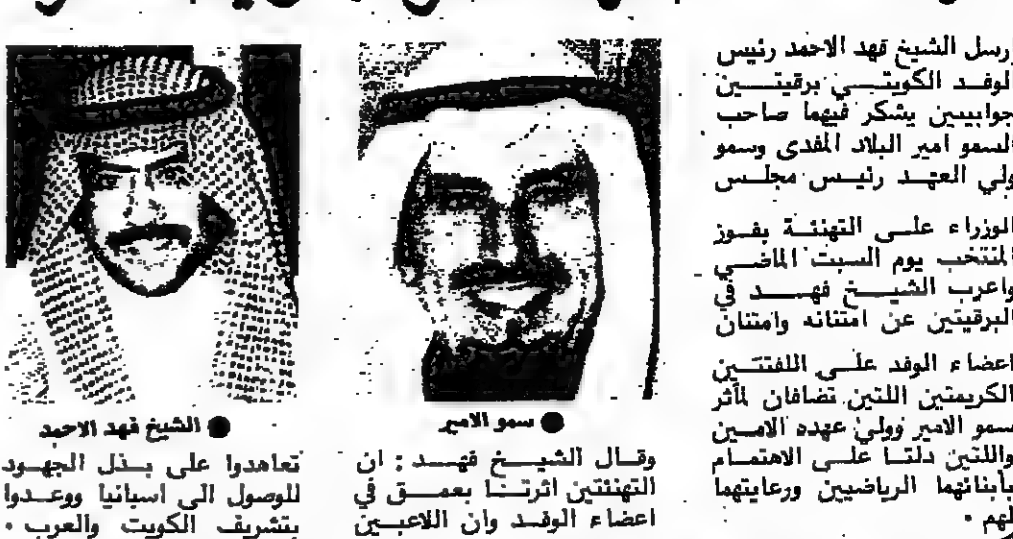 ارسل الشيخ فهد الاحمد رئيس
الوفد الكويتي برقيتين
جوابيين يشكر فيهما صاحب
السمو امير البلاد المفدى وسمو
ولي العهد رئيس مجلس
الوزراء على التهنئة بفوز
المنتخب يوم السبت الماضي
واعرب الشيخ فهد في
البرقيتين عن امتنانه وامتنان
اعضاء الوفد على اللفتتين
الكريمتين اللتين تضافان لمآثر
سمو الامير وولي عهده الامين
واللتين دلتا على الاهتمام
بأبنائهما الرياضيين ورعايتهما
لهم .
● سمو الامير
وقال الشيخ فهد : ان
التهنئتين اثرتنا بعمق في
اعضاء الوفد وان اللاعبين
● الشيخ فهد الاحمد
تعاهدوا على بذل الجهود
للوصول الى اسبانيا ووعدوا
بتشريف الكويت والعرب .